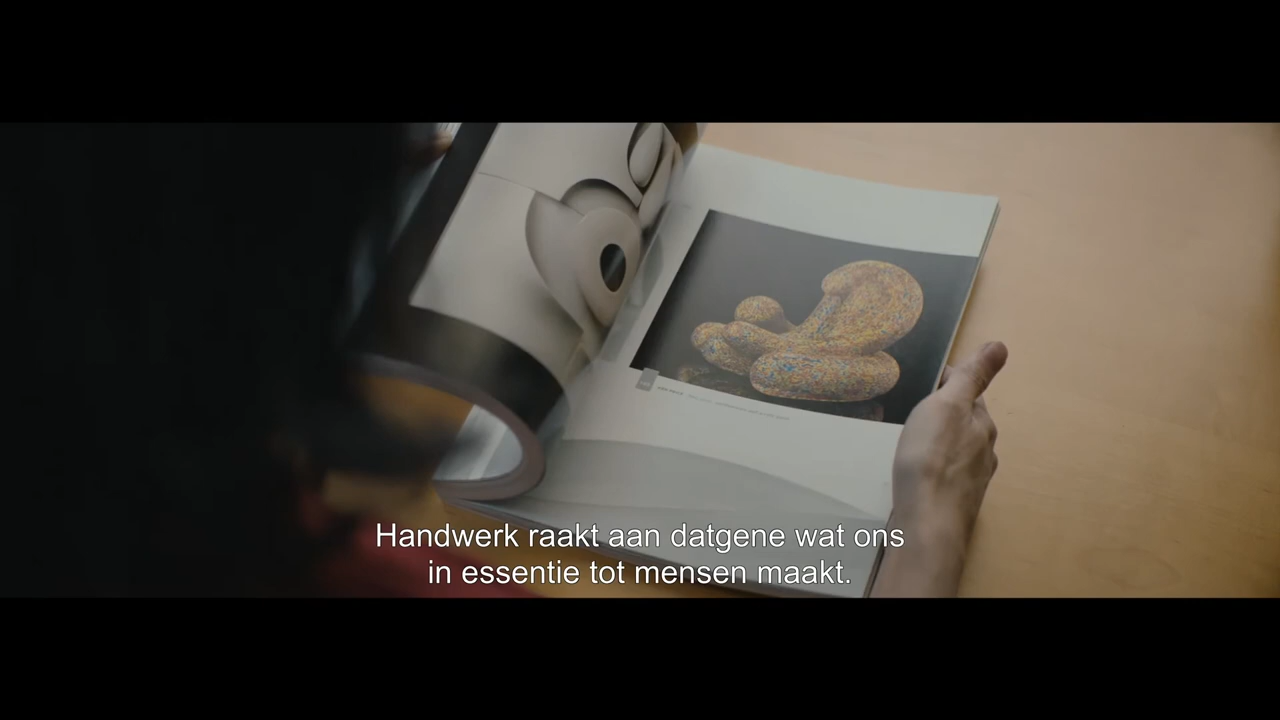 Handwerk raakt aan datgene wat ons
in essentie tot mensen maakt.